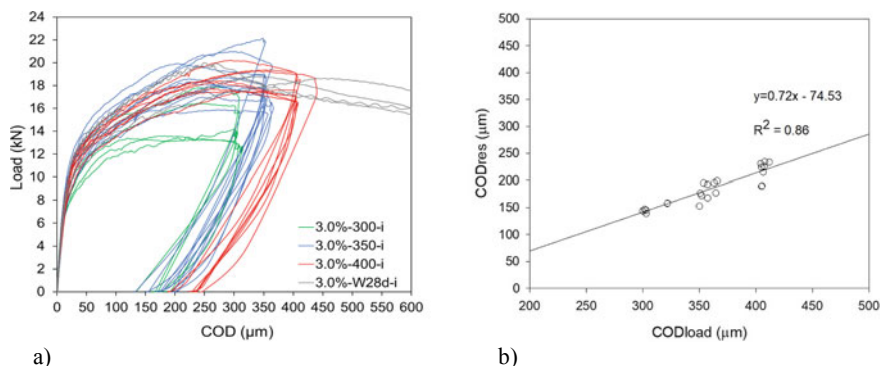 24
22
20
18
16
14
12
10
8
6
4
2
0
Load (kN)
0 50 100 150 200 250 300 350 400 450 500 550 600
COD (µm)
3.0%-300-i
3.0%-350-i
3.0%-400-i
3.0%-W28d-i
a)
500
450
400
350
300
250
200
150
100
50
0
CODres (µm)
y=0.72x - 74.53
R² = 0.86
200 300 400 500
CODload (µm)
b)